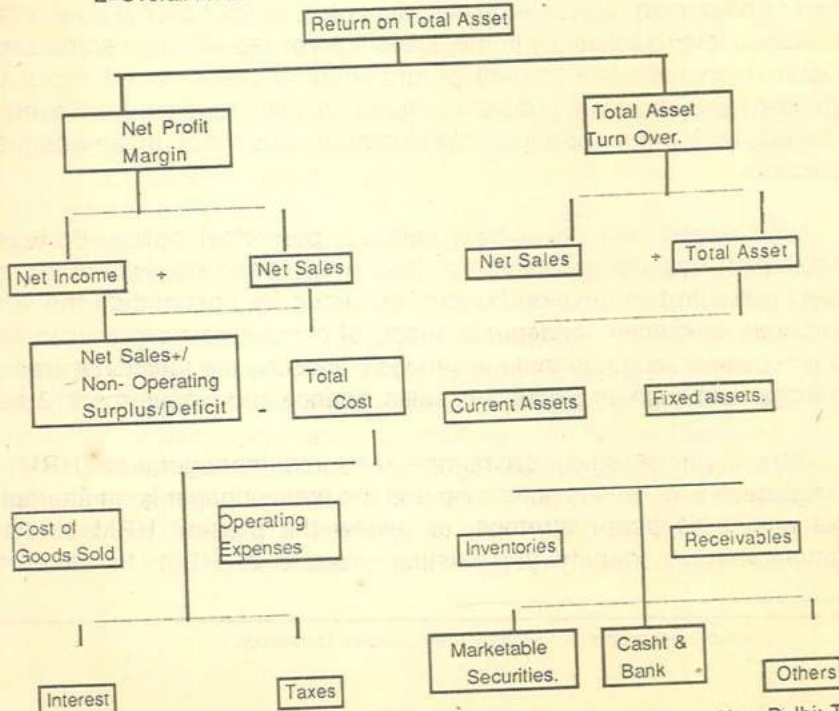 Return on Total Asset
Net Profit
Margin
Total Asset
Turn Over.
Net Income
÷
Net Sales
Net Sales
÷
Total Asset
Net Sales+/
Non- Operating
Surplus/Deficit
-
Total
Cost
Current Assets
Fixed assets.
Cost of
Goods Sold
Operating
Expenses
Inventories
Receivables
Marketable
Securities.
Casht &
Bank
Others
Interest
Taxes